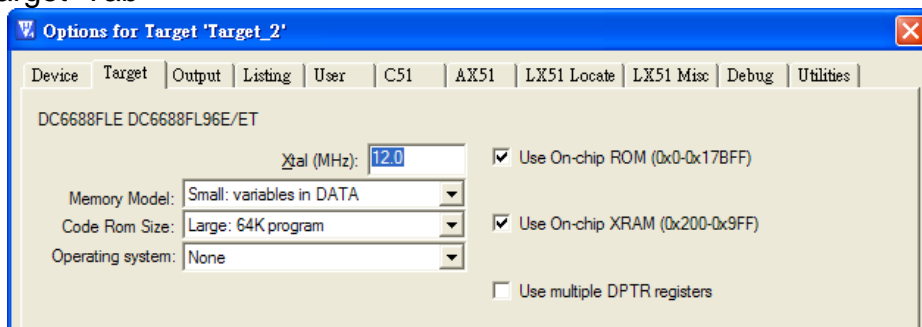 Options for Target 'Target_2'
Device Target Output Listing User C51 AX51 LX51 Locate LX51 Misc Debug Utilities
DC6688FLE DC6688FL96E/ET
Xtal (MHz): 12.0
Use On-chip ROM (0x0-0x17BFF)
Memory Model: Small: variables in DATA
Code Rom Size: Large: 64K program
Use On-chip XRAM (0x200-0x9FF)
Operating system: None
Use multiple DPTR registers